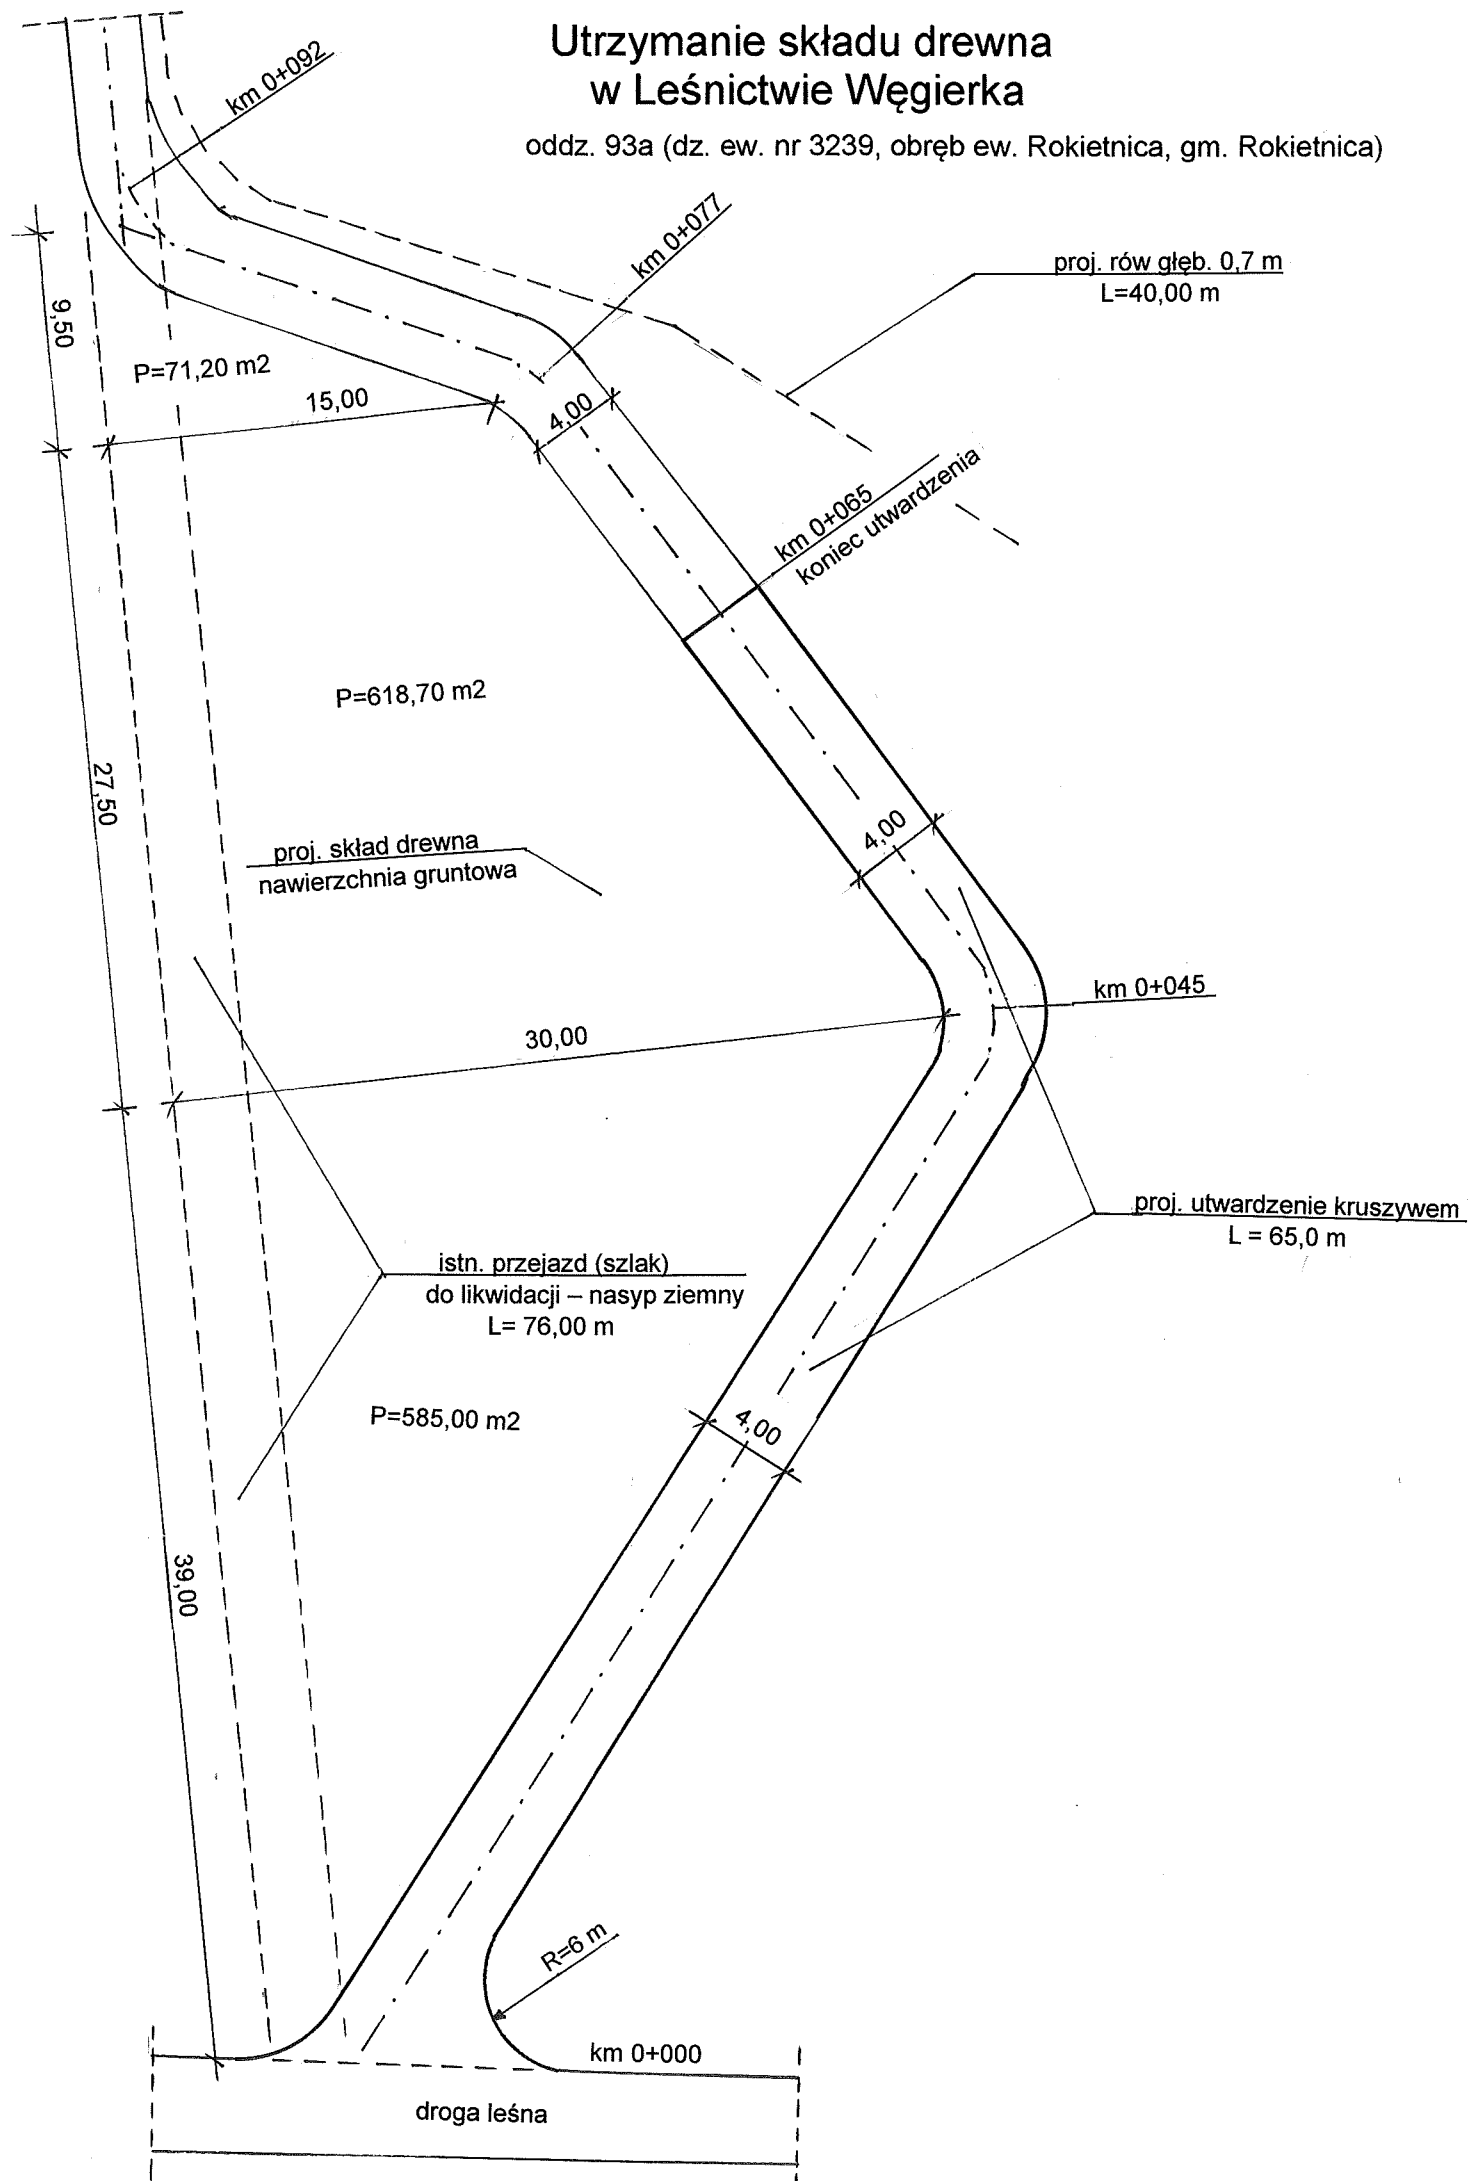 Utrzymanie składu drewna
w Leśnictwie Węgierka
oddz. 93a (dz. ew. nr 3239, obręb ew. Rokietnica, gm. Rokietnica)
km 0+092
km 0+077
proj. rów głęb. 0,7 m
L=40,00 m
9,50
P=71,20 m2
15,00
4,00
km 0+065
koniec utwardzenia
P=618,70 m2
27,50
4,00
proj. skład drewna
nawierzchnia gruntowa
km 0+045
30,00
proj. utwardzenie kruszywem
L = 65,0 m
istn. przejazd (szlak)
do likwidacji – nasyp ziemny
L= 76,00 m
P=585,00 m2
4,00
39,00
R=6 m
km 0+000
droga leśna